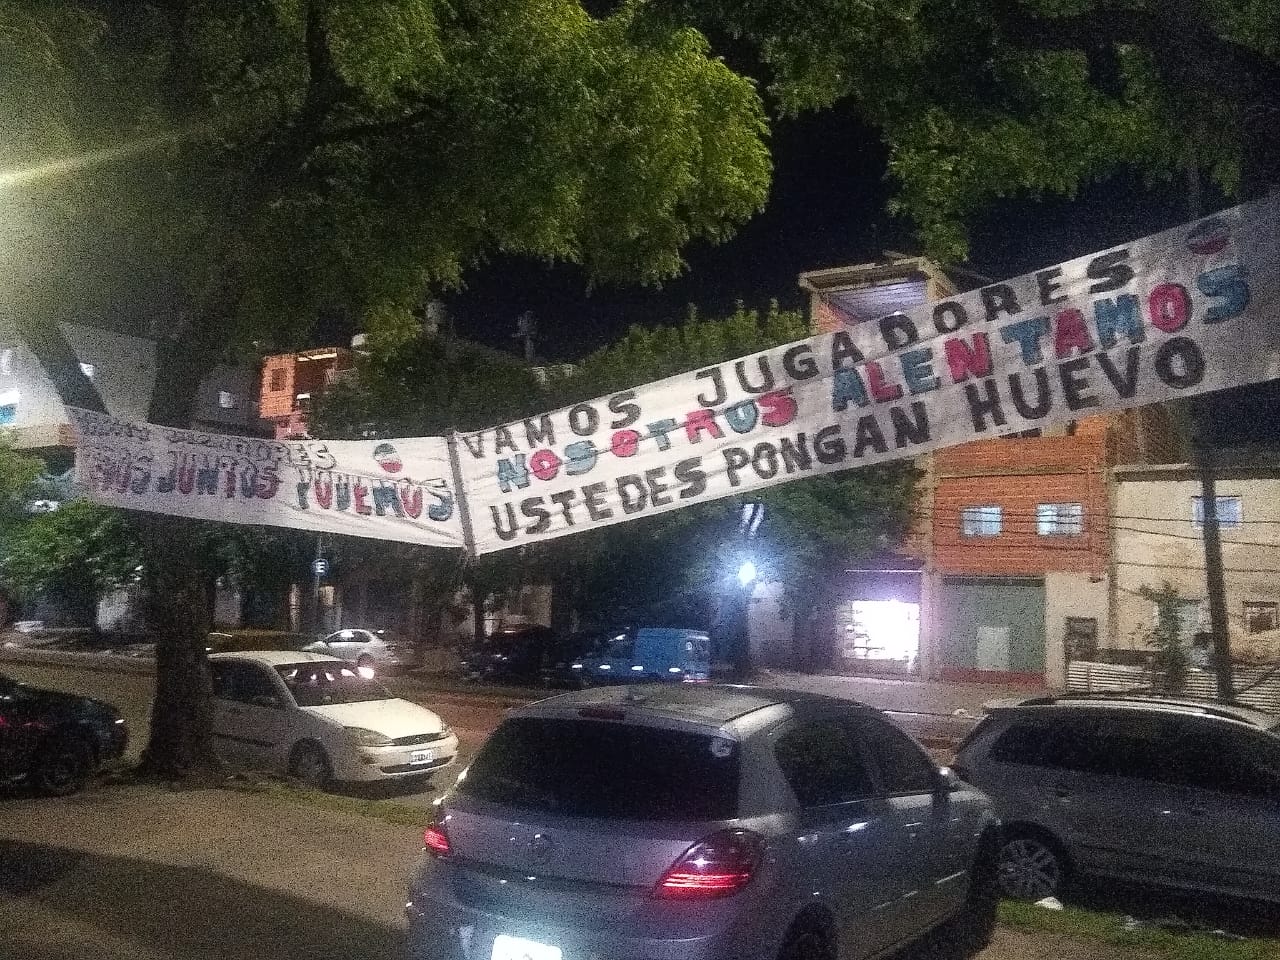 VAMOS JUGADORES
NOSOTROS ALENTAMOS
USTEDES PONGAN HUEVO
JUNTOS PODEMOS
E